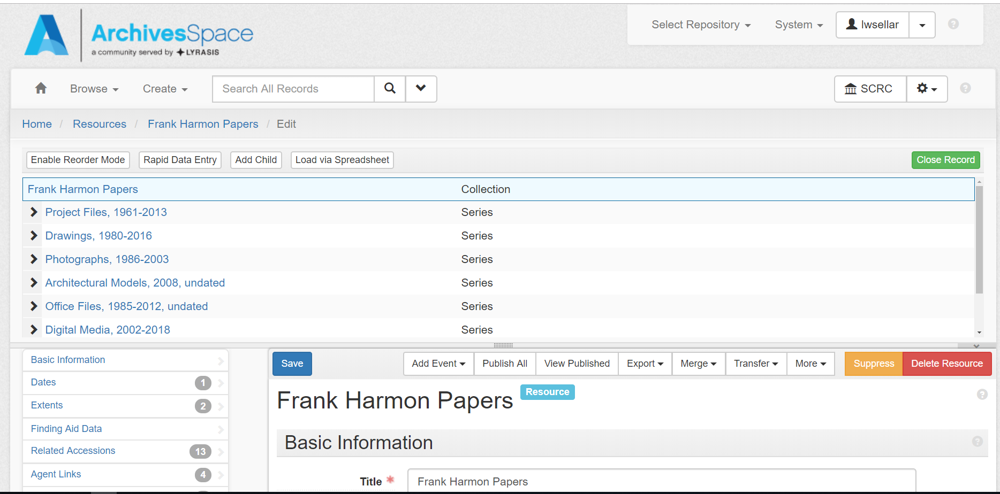 ArchivesSpace
a community served by LYRASIS
Select Repository
System
lwsellar
Browse
Create
Search All Records
SCRC
Home / Resources / Frank Harmon Papers / Edit
Enable Reorder Mode
Rapid Data Entry
Add Child
Load via Spreadsheet
Close Record
Frank Harmon Papers Collection
Project Files, 1961-2013 Series
Drawings, 1980-2016 Series
Photographs, 1986-2003 Series
Architectural Models, 2008, undated Series
Office Files, 1985-2012, undated Series
Digital Media, 2002-2018 Series
Basic Information
Dates 1
Extents 2
Finding Aid Data
Related Accessions 13
Agent Links 4
Save
Add Event
Publish All
View Published
Export
Merge
Transfer
More
Suppress
Delete Resource
Frank Harmon Papers Resource
Basic Information
Title * Frank Harmon Papers